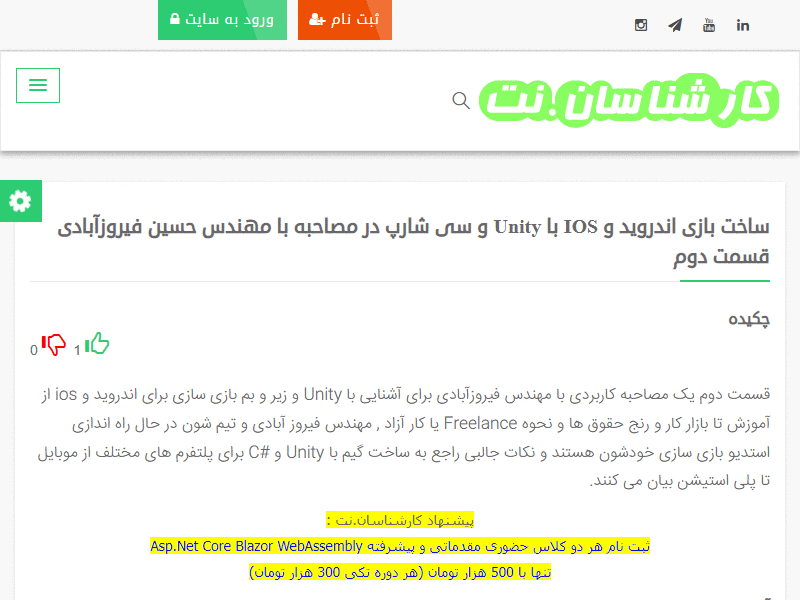 ثبت نام
ورود به سایت
کارشناسان.نت
ساخت بازی اندروید و IOS با Unity و سی شارپ در مصاحبه با مهندس حسین فیروزآبادی
قسمت دوم
چکیده
1
0
قسمت دوم یک مصاحبه کاربردی با مهندس فیروزآبادی برای آشنایی با Unity و زیر و بم بازی سازی برای اندروید و ios از
آموزش تا بازار کار و رنج حقوق ها و نحوه Freelance یا کار آزاد , مهندس فیروز آبادی و تیم شون در حال راه اندازی
استدیو بازی سازی خودشون هستند و نکات جالبی راجع به ساخت گیم با Unity و C# برای پلتفرم های مختلف از موبایل
تا پلی استیشن بیان می کنند.
پیشنهاد کارشناسان.نت :
ثبت نام هر دو کلاس حضوری مقدماتی و پیشرفته Asp.Net Core Blazor WebAssembly
تنها با 500 هزار تومان (هر دوره تکی 300 هزار تومان)